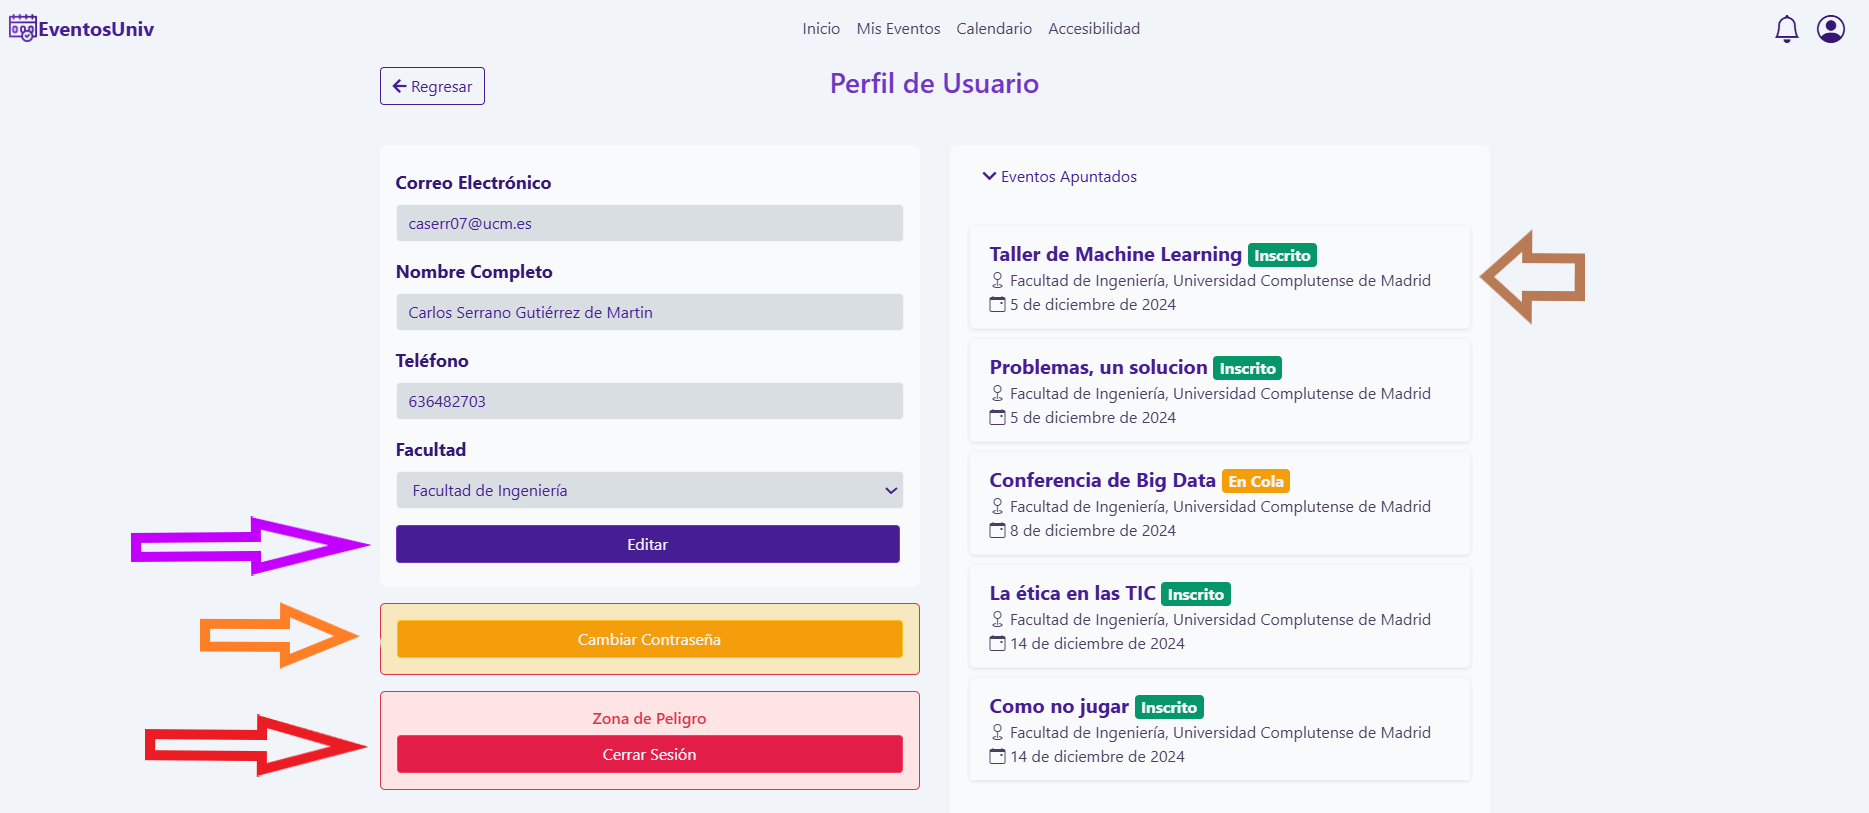 EventosUniv
Inicio Mis Eventos Calendario Accesibilidad
Regresar
Perfil de Usuario
Correo Electrónico
caserr07@ucm.es
Nombre Completo
Carlos Serrano Gutiérrez de Martin
Teléfono
636482703
Facultad
Facultad de Ingeniería
Editar
Cambiar Contraseña
Zona de Peligro
Cerrar Sesión
Eventos Apuntados
Taller de Machine Learning Inscrito
Facultad de Ingeniería, Universidad Complutense de Madrid
5 de diciembre de 2024
Problemas, un solucion Inscrito
Facultad de Ingeniería, Universidad Complutense de Madrid
5 de diciembre de 2024
Conferencia de Big Data En Cola
Facultad de Ingeniería, Universidad Complutense de Madrid
8 de diciembre de 2024
La ética en las TIC Inscrito
Facultad de Ingeniería, Universidad Complutense de Madrid
14 de diciembre de 2024
Como no jugar Inscrito
Facultad de Ingeniería, Universidad Complutense de Madrid
14 de diciembre de 2024